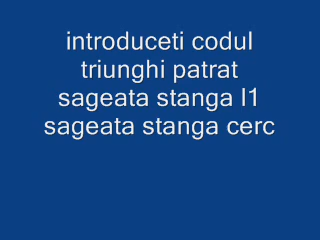 introduceti codul
triunghi patrat
sageata stanga l1
sageata stanga cerc